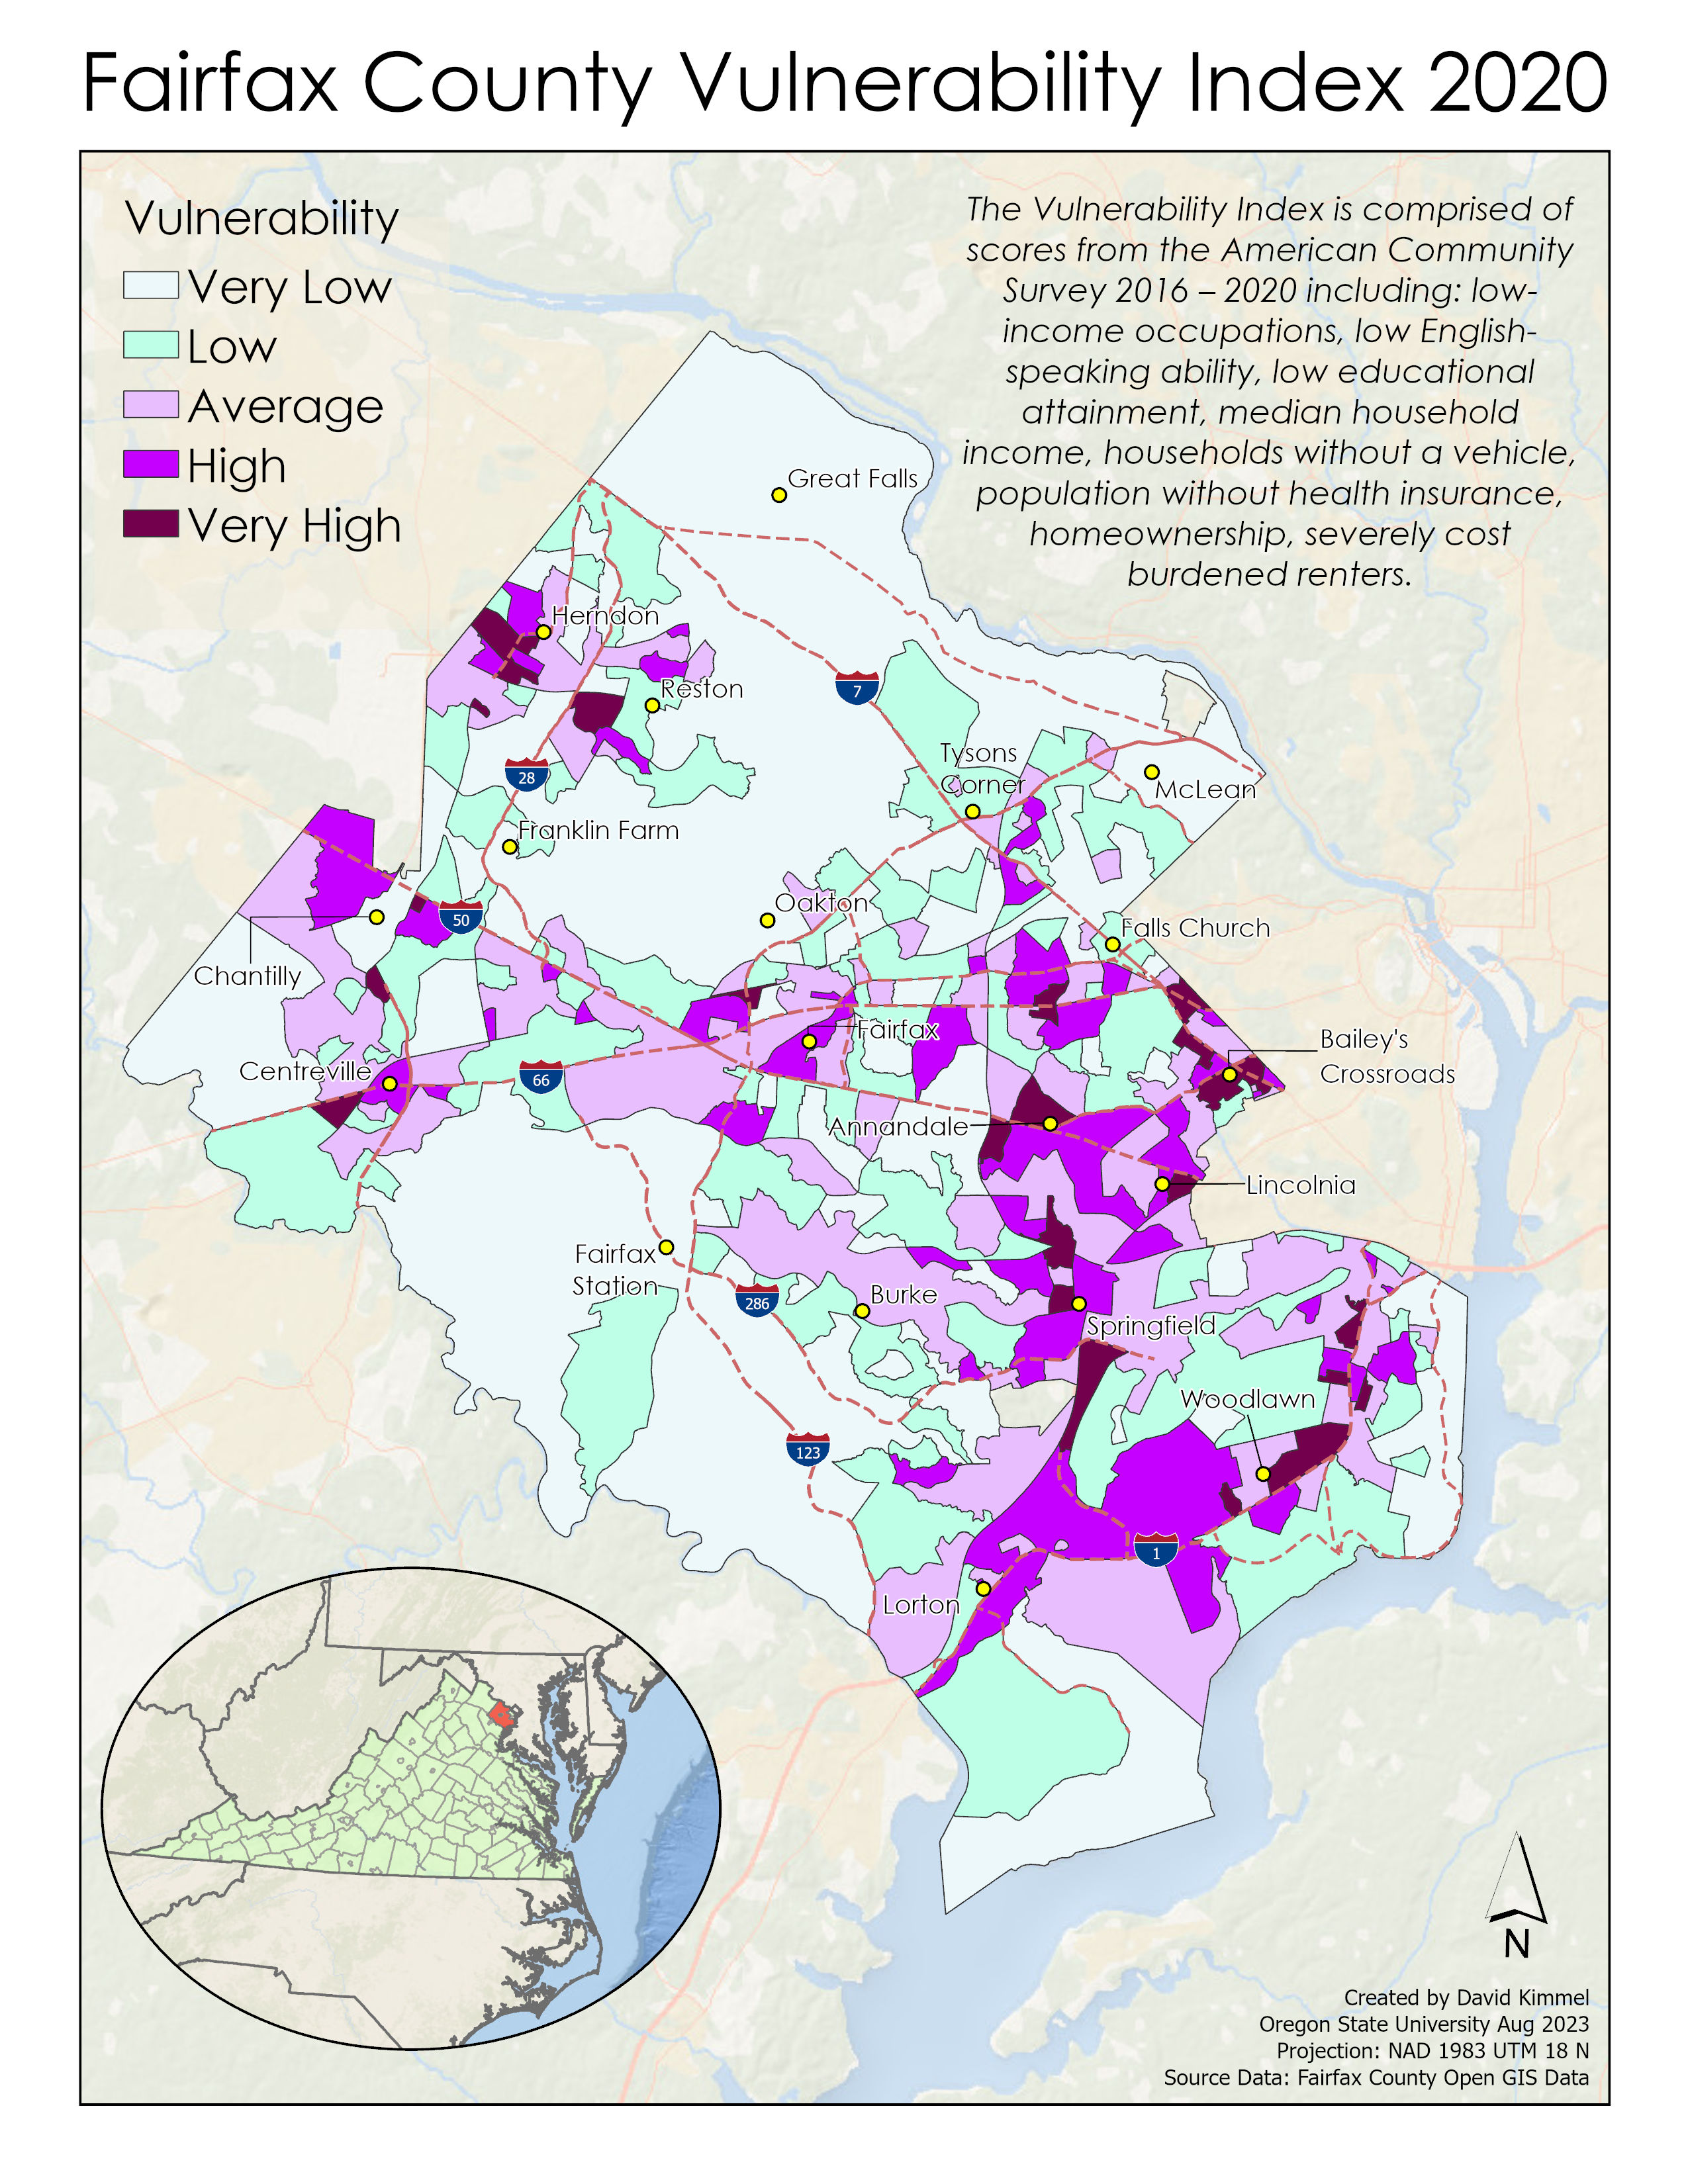 Fairfax County Vulnerability Index 2020
Vulnerability
Very Low
Low
Average
High
Very High
The Vulnerability Index is comprised of
scores from the American Community
Survey 2016 – 2020 including: low-
income occupations, low English-
speaking ability, low educational
attainment, median household
income, households without a vehicle,
population without health insurance,
homeownership, severely cost
burdened renters.
Great Falls
Herndon
Reston
7
Tysons
Corner
McLean
28
Franklin Farm
Oakton
50
Falls Church
Chantilly
Fairfax
Bailey's
Crossroads
Centreville
66
Annandale
Lincolnia
Fairfax
Station
286
Burke
Springfield
Woodlawn
123
1
Lorton
N
Created by David Kimmel
Oregon State University Aug 2023
Projection: NAD 1983 UTM 18 N
Source Data: Fairfax County Open GIS Data